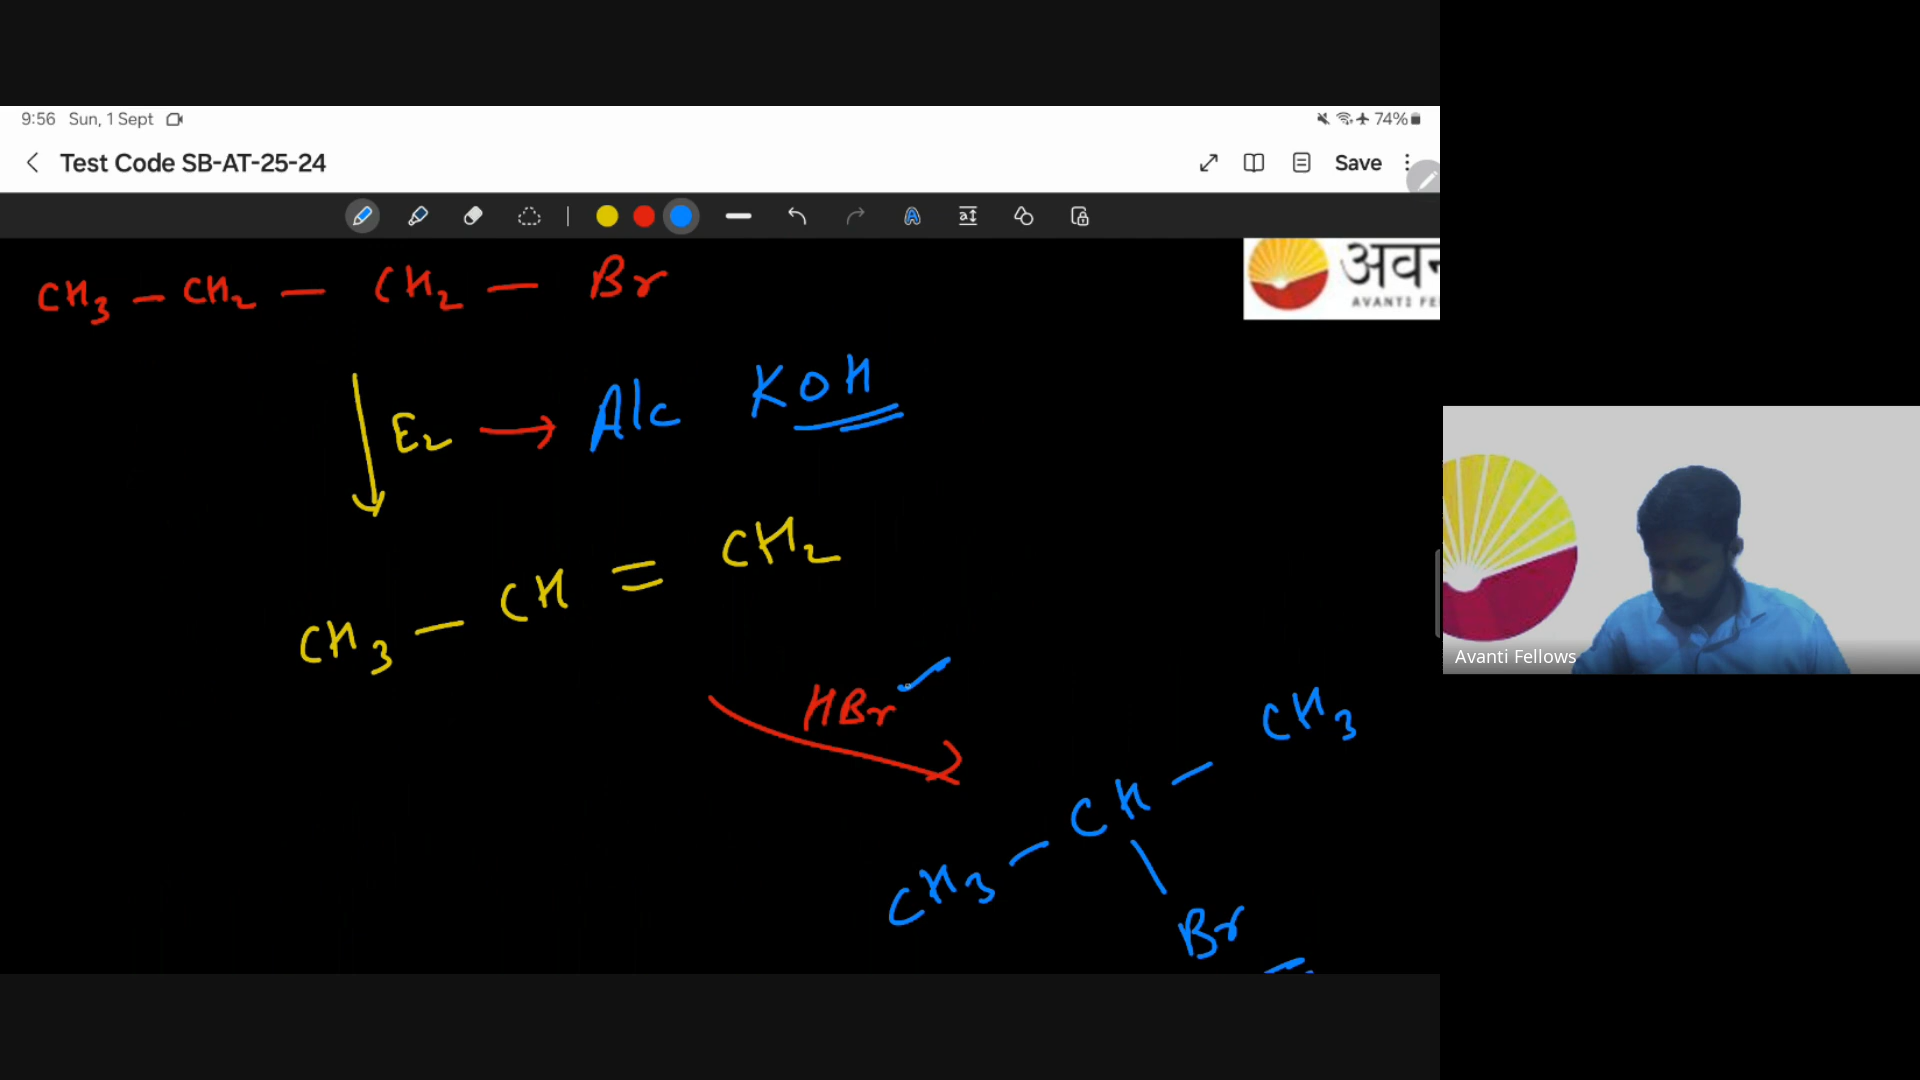 9:56 Sun, 1 Sept 74%
Test Code SB-AT-25-24 Save
CH3 - CH2 - CH2 - Br
AVANTI
E2 → Alc KOH
CH3 - CH = CH2
HBr
CH3 - CH - CH3
Br
Avanti Fellows